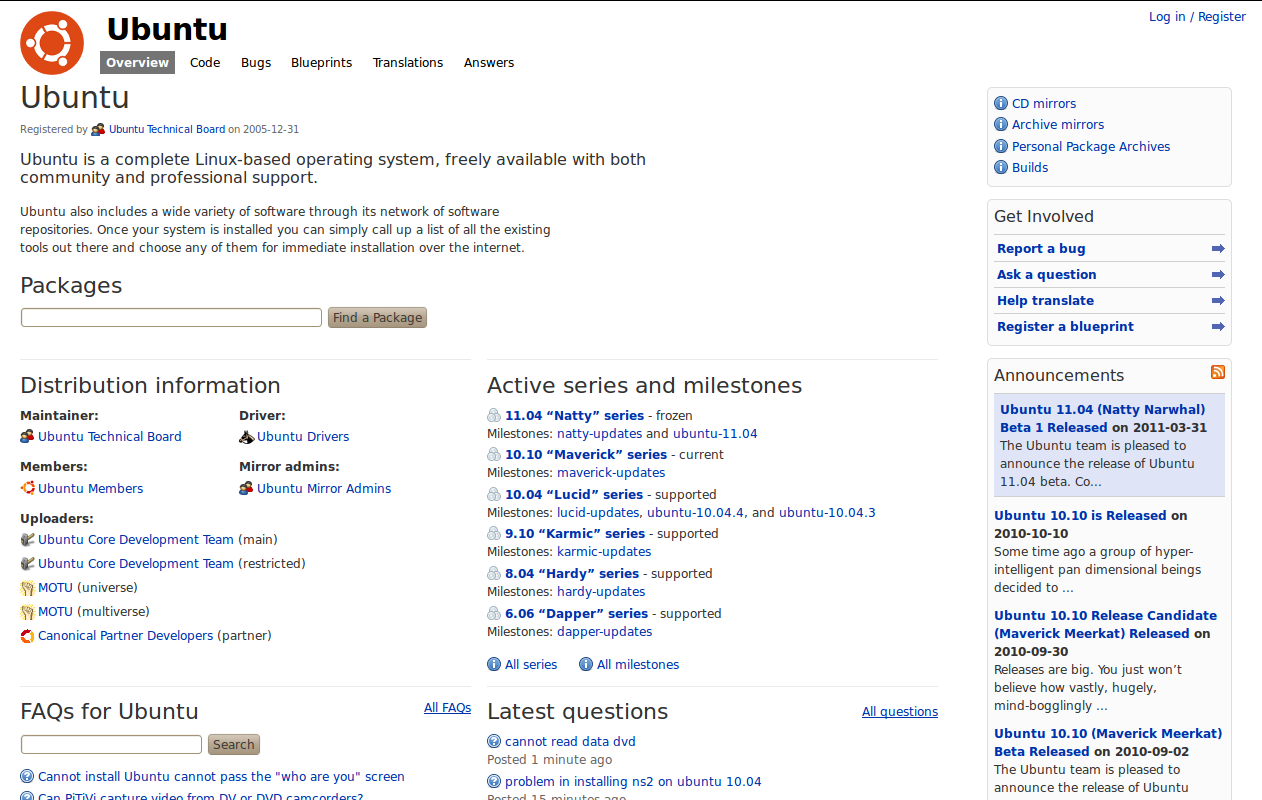 Ubuntu
Log in / Register
Overview Code Bugs Blueprints Translations Answers
Ubuntu
Registered by Ubuntu Technical Board on 2005-12-31
Ubuntu is a complete Linux-based operating system, freely available with both
community and professional support.
Ubuntu also includes a wide variety of software through its network of software
repositories. Once your system is installed you can simply call up a list of all the existing
tools out there and choose any of them for immediate installation over the internet.
Packages
Find a Package
Distribution information
Maintainer:
Ubuntu Technical Board
Driver:
Ubuntu Drivers
Members:
Ubuntu Members
Mirror admins:
Ubuntu Mirror Admins
Uploaders:
Ubuntu Core Development Team (main)
Ubuntu Core Development Team (restricted)
MOTU (universe)
MOTU (multiverse)
Canonical Partner Developers (partner)
Active series and milestones
11.04 “Natty” series - frozen
Milestones: natty-updates and ubuntu-11.04
10.10 “Maverick” series - current
Milestones: maverick-updates
10.04 “Lucid” series - supported
Milestones: lucid-updates, ubuntu-10.04.4, and ubuntu-10.04.3
9.10 “Karmic” series - supported
Milestones: karmic-updates
8.04 “Hardy” series - supported
Milestones: hardy-updates
6.06 “Dapper” series - supported
Milestones: dapper-updates
All series All milestones
FAQs for Ubuntu
All FAQs
Search
Cannot install Ubuntu cannot pass the "who are you" screen
Can PiTiVi capture video from DV or DVD camcorders?
Latest questions
All questions
cannot read data dvd
Posted 1 minute ago
problem in installing ns2 on ubuntu 10.04
Posted 15 minutes ago
CD mirrors
Archive mirrors
Personal Package Archives
Builds
Get Involved
Report a bug
Ask a question
Help translate
Register a blueprint
Announcements
Ubuntu 11.04 (Natty Narwhal)
Beta 1 Released on 2011-03-31
The Ubuntu team is pleased to
announce the release of Ubuntu
11.04 beta. Co...
Ubuntu 10.10 is Released on
2010-10-10
Some time ago a group of hyper-
intelligent pan dimensional beings
decided to ...
Ubuntu 10.10 Release Candidate
(Maverick Meerkat) Released on
2010-09-30
Releases are big. You just won’t
believe how vastly, hugely,
mind-bogglingly ...
Ubuntu 10.10 (Maverick Meerkat)
Beta Released on 2010-09-02
The Ubuntu team is pleased to
announce the release of Ubuntu